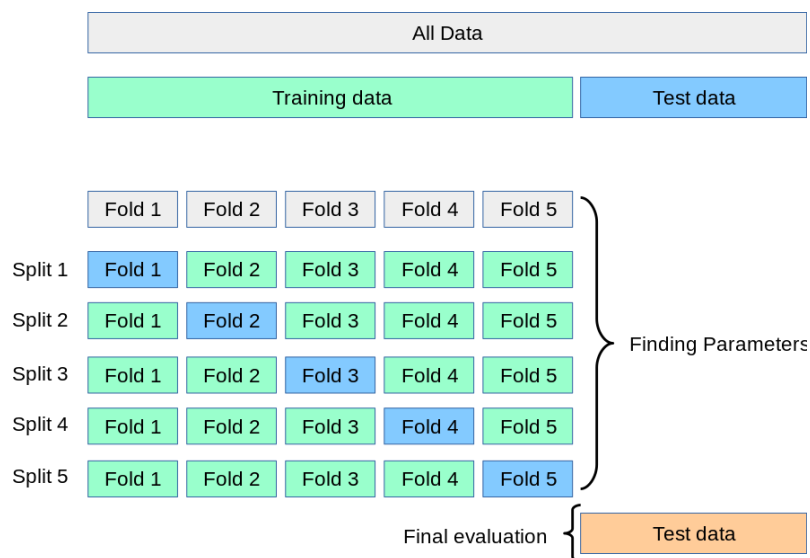 All Data
Training data Test data
Fold 1 Fold 2 Fold 3 Fold 4 Fold 5
Split 1 Fold 1 Fold 2 Fold 3 Fold 4 Fold 5
Split 2 Fold 1 Fold 2 Fold 3 Fold 4 Fold 5
Finding Parameters
Split 3 Fold 1 Fold 2 Fold 3 Fold 4 Fold 5
Split 4 Fold 1 Fold 2 Fold 3 Fold 4 Fold 5
Split 5 Fold 1 Fold 2 Fold 3 Fold 4 Fold 5
Final evaluation Test data